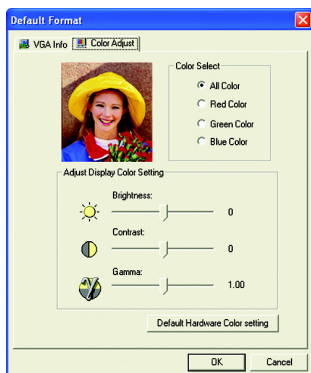 Default Format
VGA Info
Color Adjust
Color Select
All Color
Red Color
Green Color
Blue Color
Adjust Display Color Setting
Brightness:
0
Contrast:
0
Gamma:
1.00
Default Hardware Color setting
OK
Cancel